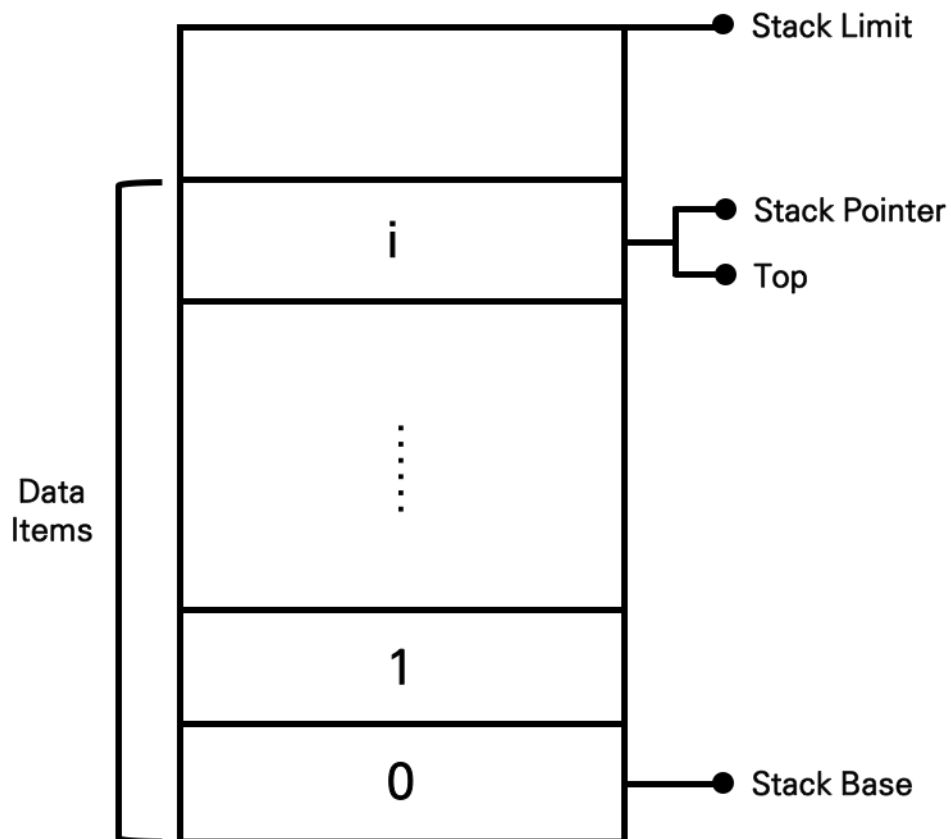 Stack Limit
i
Stack Pointer
Top
Data
Items
1
0
Stack Base